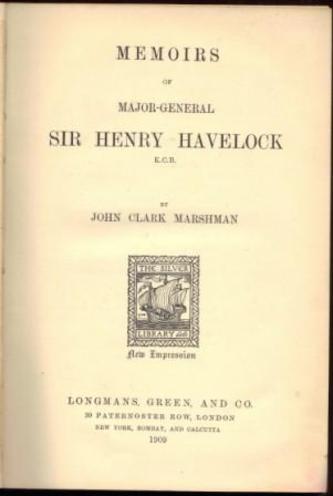 MEMOIRS
OF
MAJOR-GENERAL
SIR HENRY HAVELOCK
K.C.B.
BY
JOHN CLARK MARSHMAN
THE SILVER
LIBRARY
New Impression
LONGMANS, GREEN, AND CO.
39 PATERNOSTER ROW, LONDON
NEW YORK, BOMBAY, AND CALCUTTA
1909